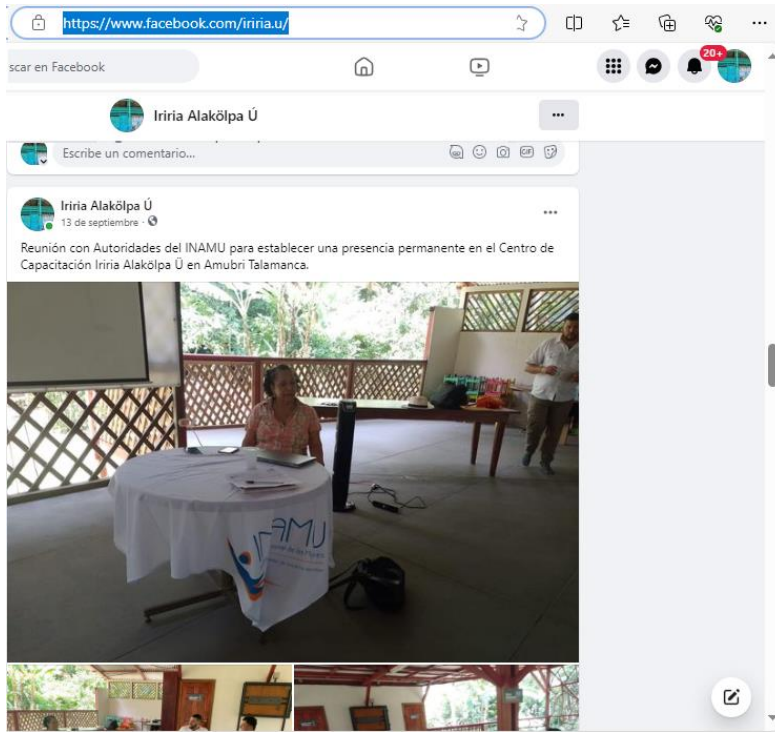 https://www.facebook.com/iriria.u/
scar en Facebook
20+
Iriria Alakölpa Ú
Escribe un comentario...
GIF
Iriria Alakölpa Ú
13 de septiembre ·
Reunión con Autoridades del INAMU para establecer una presencia permanente en el Centro de
Capacitación Iriria Alakölpa Ü en Amubri Talamanca.
INAMU